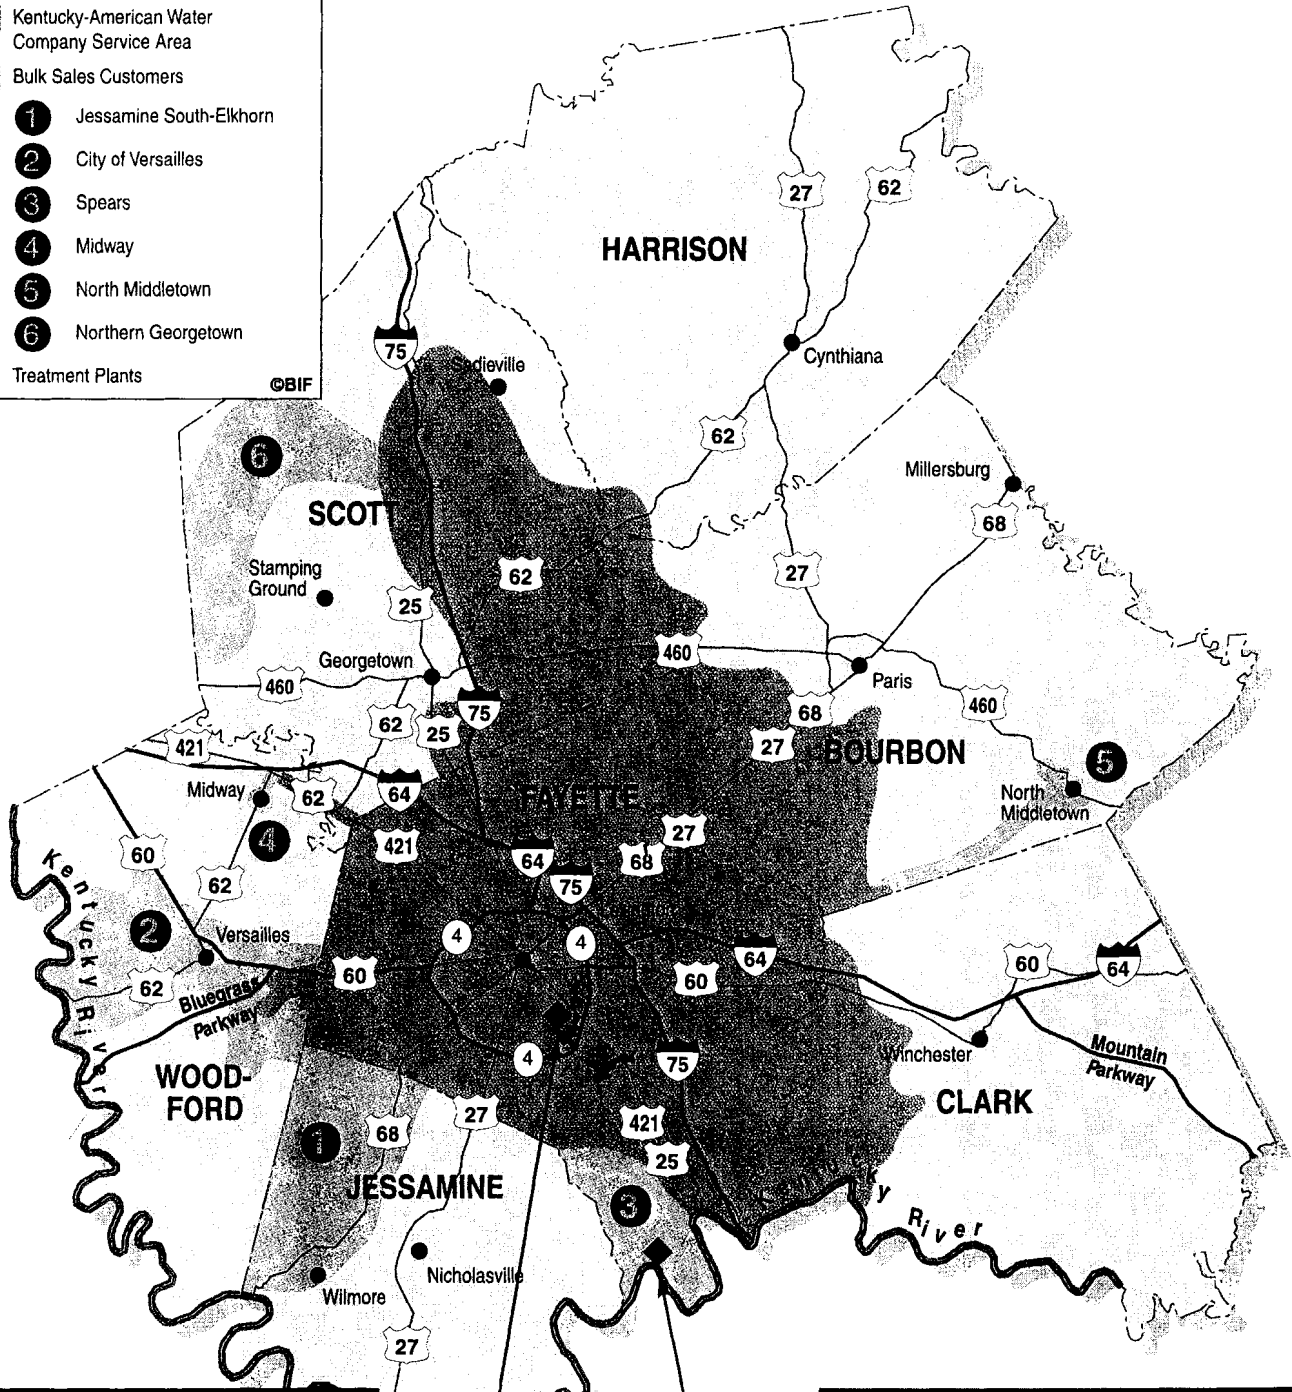 Kentucky-American Water
Company Service Area
Bulk Sales Customers
1 Jessamine South-Elkhorn
2 City of Versailles
3 Spears
4 Midway
5 North Middletown
6 Northern Georgetown
Treatment Plants
©BIF
27
62
HARRISON
75
Sadieville
Cynthiana
62
6
Millersburg
SCOTT
68
Stamping
Ground
62
27
25
Georgetown
460
460
Paris
75
68
460
62
25
421
27
BOURBON
5
Midway
62
64
North
Middletown
FAYETTE
27
4
421
60
64
68
75
62
2
Versailles
4
4
64
60
60
64
62
60
Bluegrass
Parkway
Kentucky River
Winchester
Mountain
Parkway
4
75
WOOD-
FORD
CLARK
27
421
1
68
25
JESSAMINE
3
Kentucky River
Nicholasville
Wilmore
27